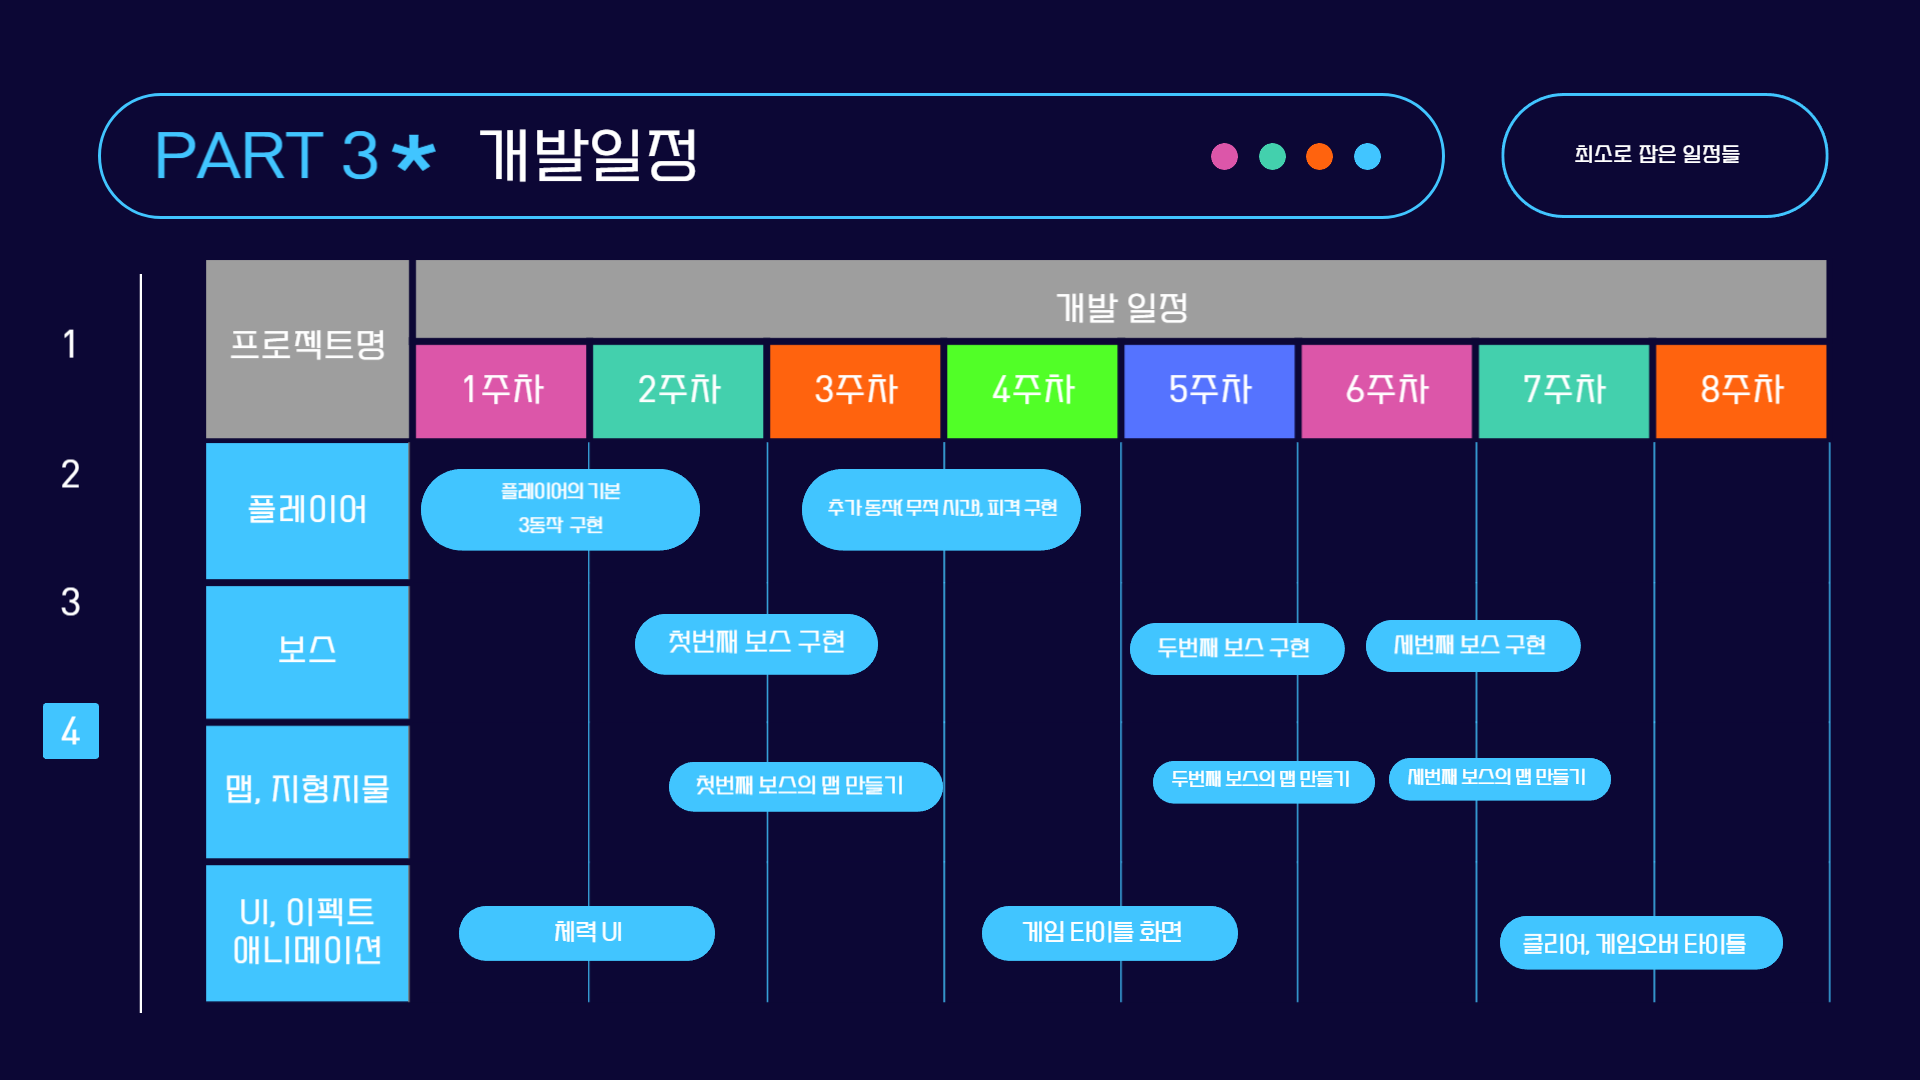 PART 3* 개발일정
최소로 잡은 일정들
1
2
3
4
프로젝트명
개발 일정
1주차
2주차
3주차
4주차
5주차
6주차
7주차
8주차
플레이어
플레이어의 기본
3동작 구현
추가 동작( 무적 시간), 피격 구현
보스
첫번째 보스 구현
두번째 보스 구현
세번째 보스 구현
맵, 지형지물
첫번째 보스의 맵 만들기
두번째 보스의 맵 만들기
세번째 보스의 맵 만들기
UI, 이펙트
애니메이션
체력 UI
게임 타이틀 화면
클리어, 게임오버 타이틀